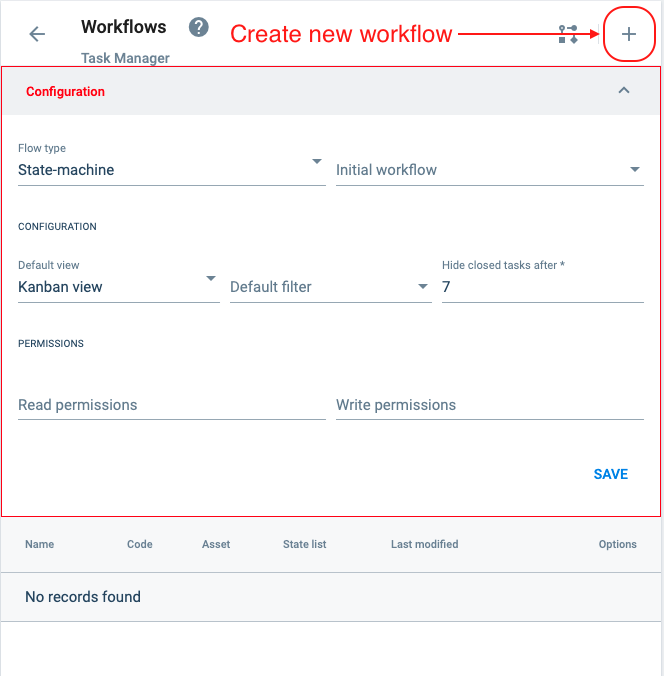 Workflows ? Create new workflow
Task Manager
Configuration
Flow type
State-machine Initial workflow
CONFIGURATION
Default view Hide closed tasks after *
Kanban view Default filter 7
PERMISSIONS
Read permissions Write permissions
SAVE
Name Code Asset State list Last modified Options
No records found